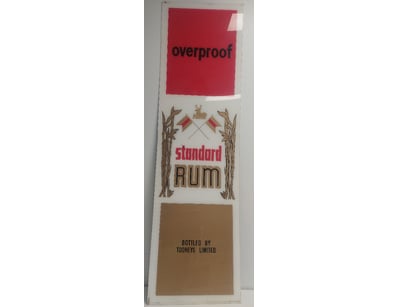 overproof
standard
RUM
BOTTLED BY
TOOHEYS LIMITED